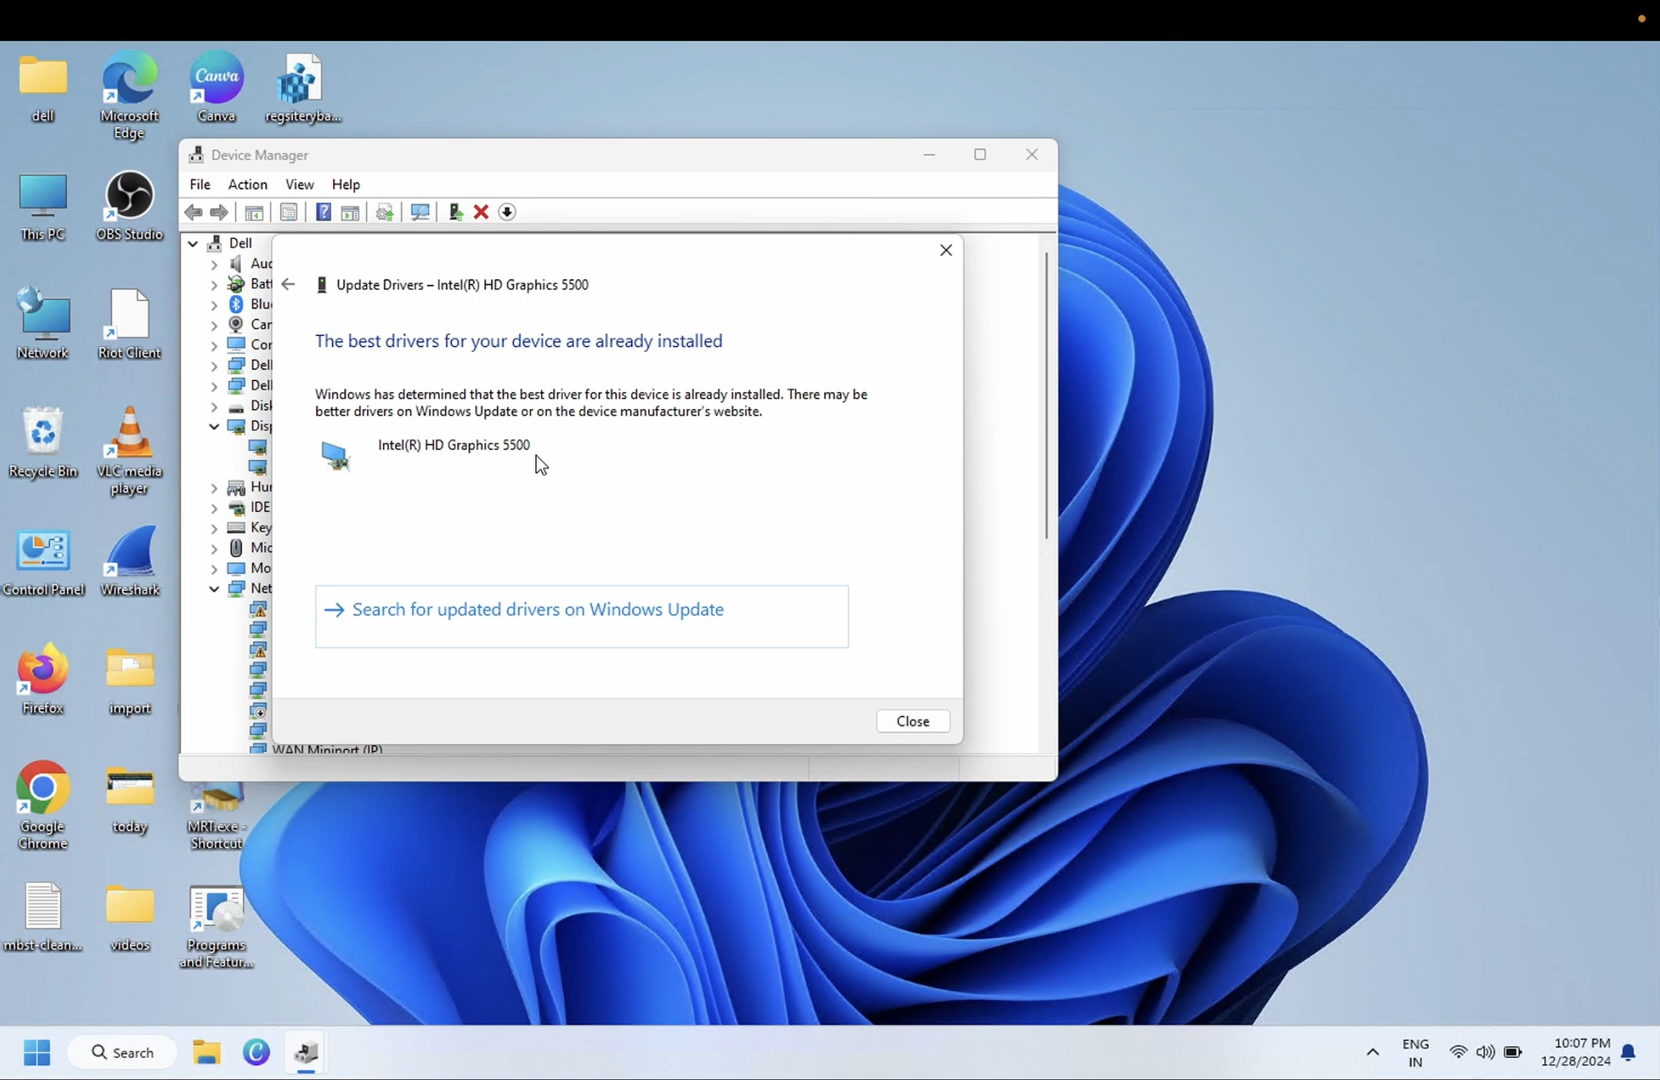 dell
Microsoft
Edge
Canva
Canva
regsiteryba...
This PC
OBS Studio
Network
Riot Client
Recycle Bin
VLC media
player
Control Panel
Wireshark
Firefox
import
Google
Chrome
today
MRT.exe -
Shortcut
mbst-clean...
videos
Programs
and Featur...
Device Manager
File Action View Help
Dell
Auc
Batt
Blue
Car
Cor
Dell
Dell
Disk
Disp
Hur
IDE
Key
Mic
Mo
Net
WAN Miniport (IP)
Update Drivers – Intel(R) HD Graphics 5500
The best drivers for your device are already installed
Windows has determined that the best driver for this device is already installed. There may be
better drivers on Windows Update or on the device manufacturer's website.
Intel(R) HD Graphics 5500
Search for updated drivers on Windows Update
Close
Search
ENG
IN
10:07 PM
12/28/2024